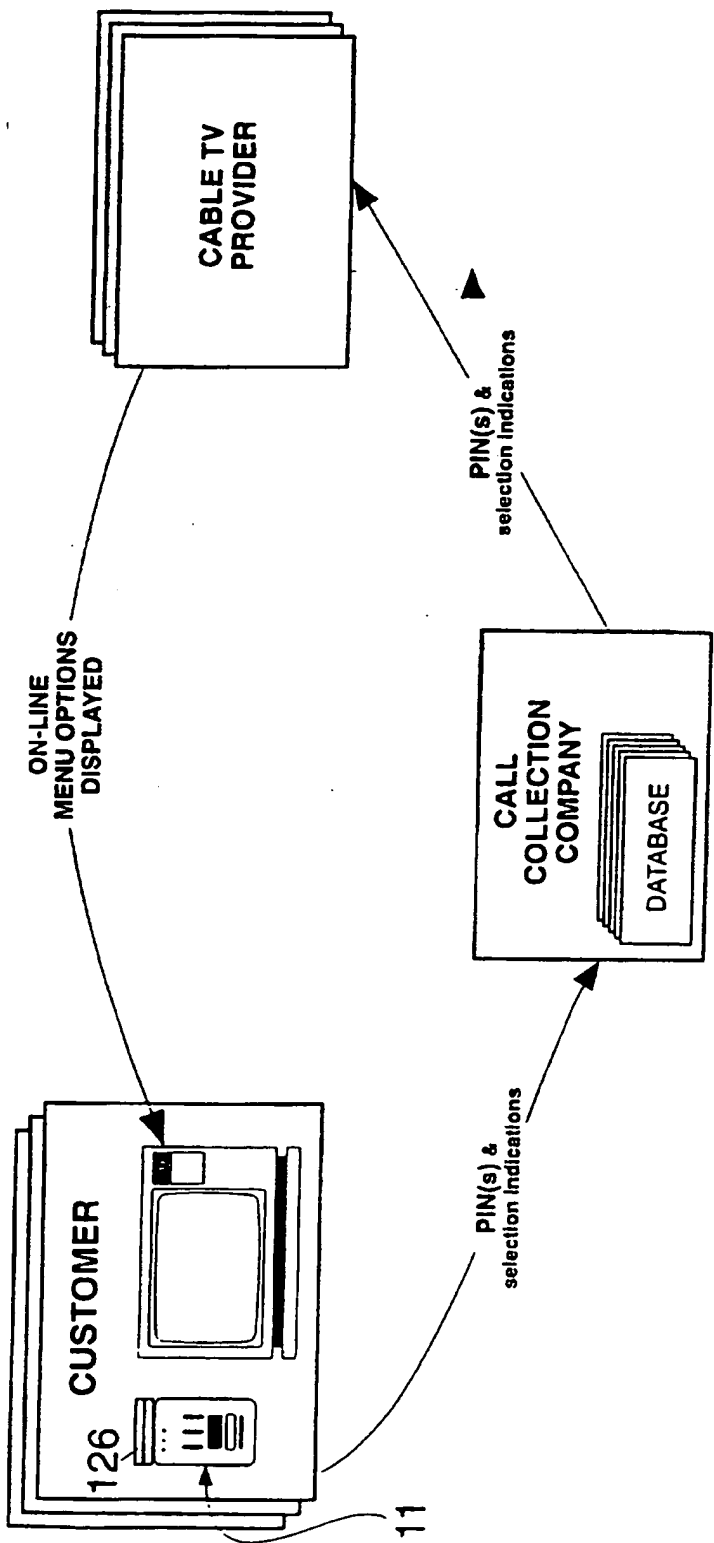 CUSTOMER
126
11
ON-LINE
MENU OPTIONS
DISPLAYED
CABLE TV
PROVIDER
PIN(s) &
selection indications
CALL
COLLECTION
COMPANY
DATABASE
PIN(s) &
selection indications